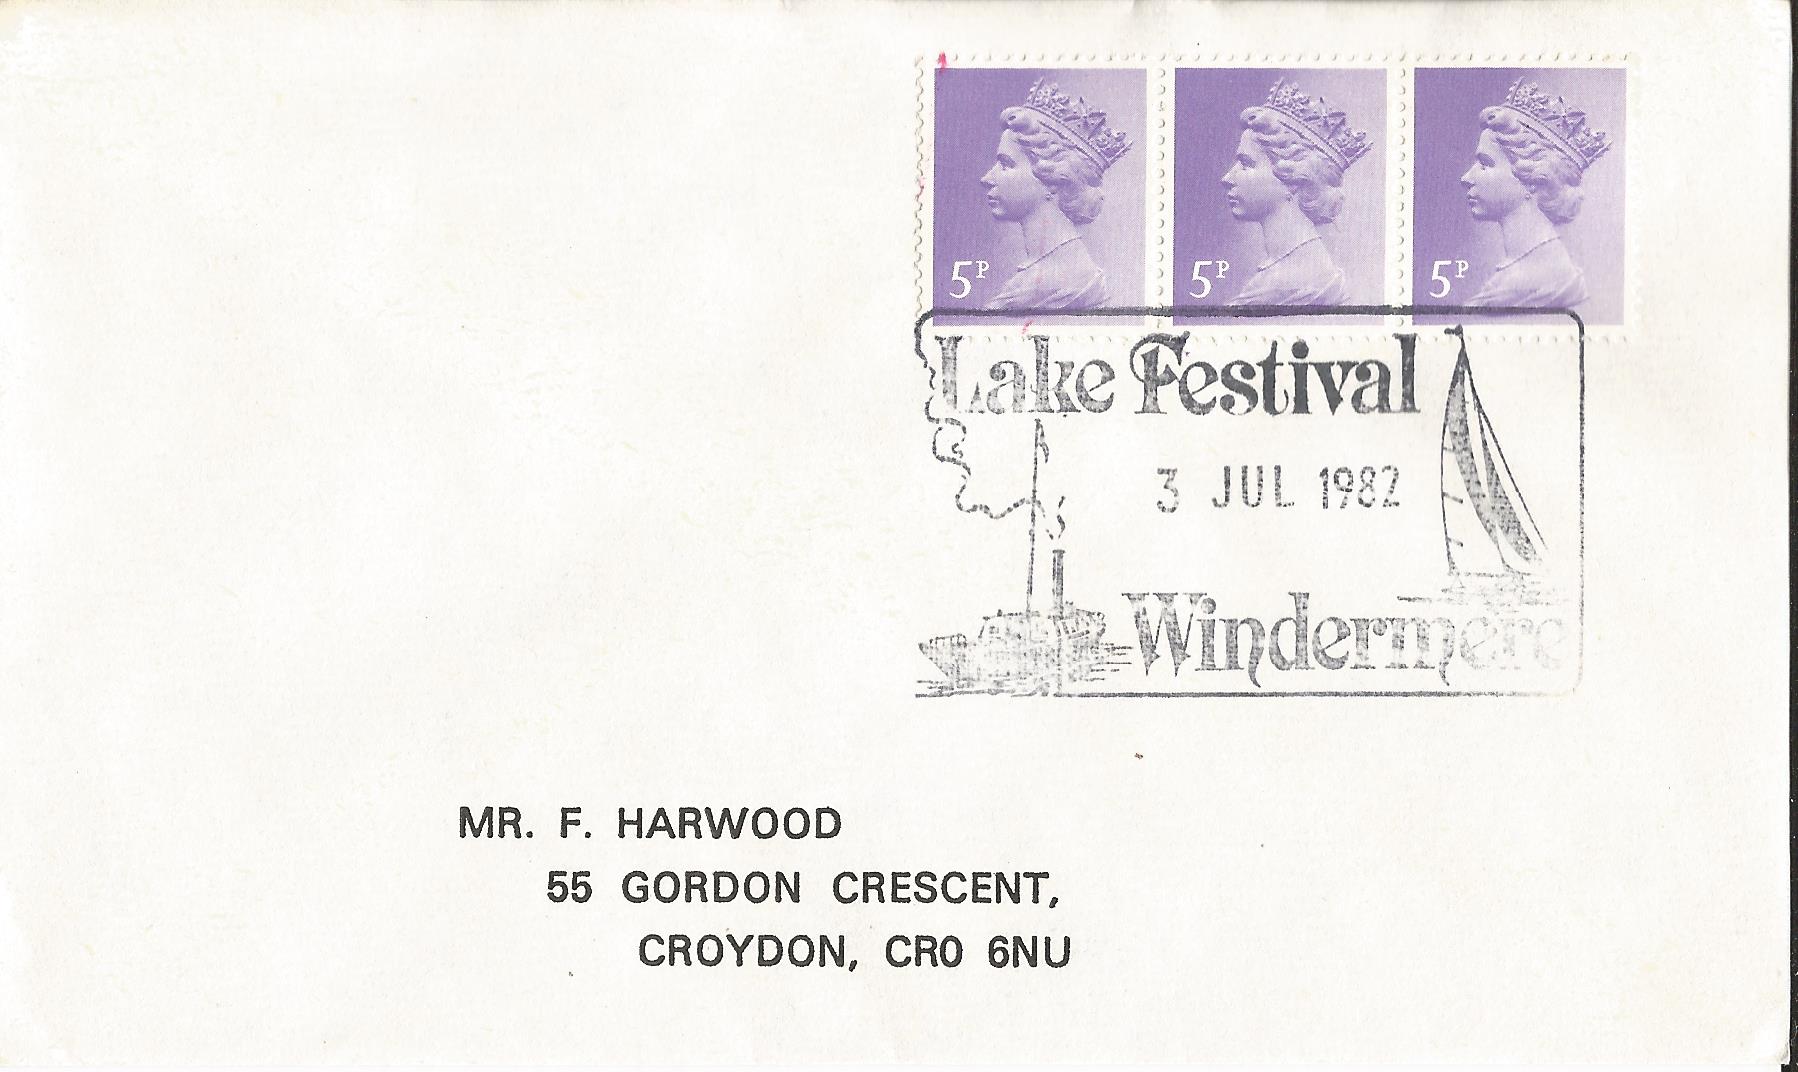 5P 5P 5P
Lake Festival
3 JUL 1982
Windermere
MR. F. HARWOOD
55 GORDON CRESCENT,
CROYDON, CR0 6NU